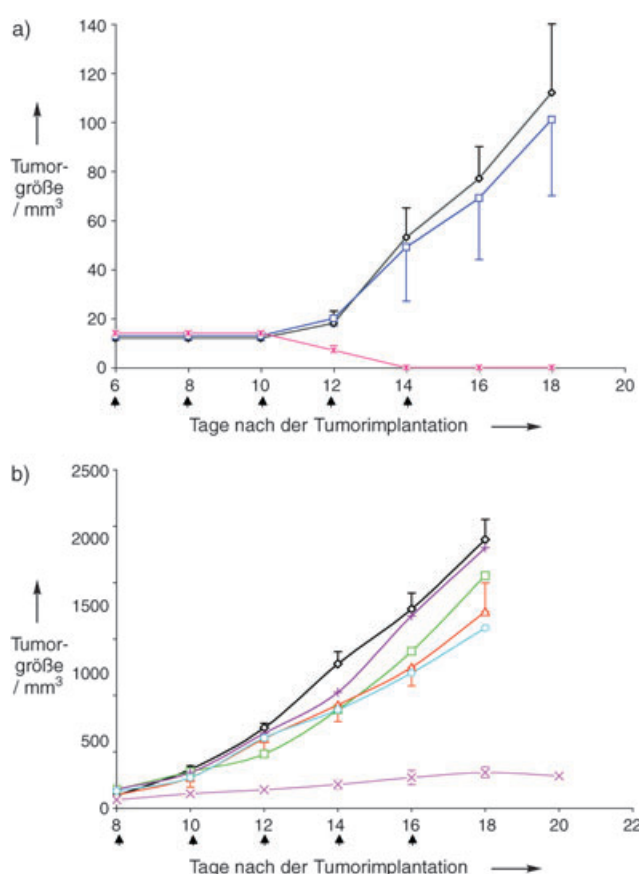 a)
140
120
100
80
60
40
20
0
Tumor-
größe
/ mm³
6 8 10 12 14 16 18 20
Tage nach der Tumorimplantation
b)
2500
2000
1500
1000
500
0
Tumor-
größe
/ mm³
8 10 12 14 16 18 20 22
Tage nach der Tumorimplantation